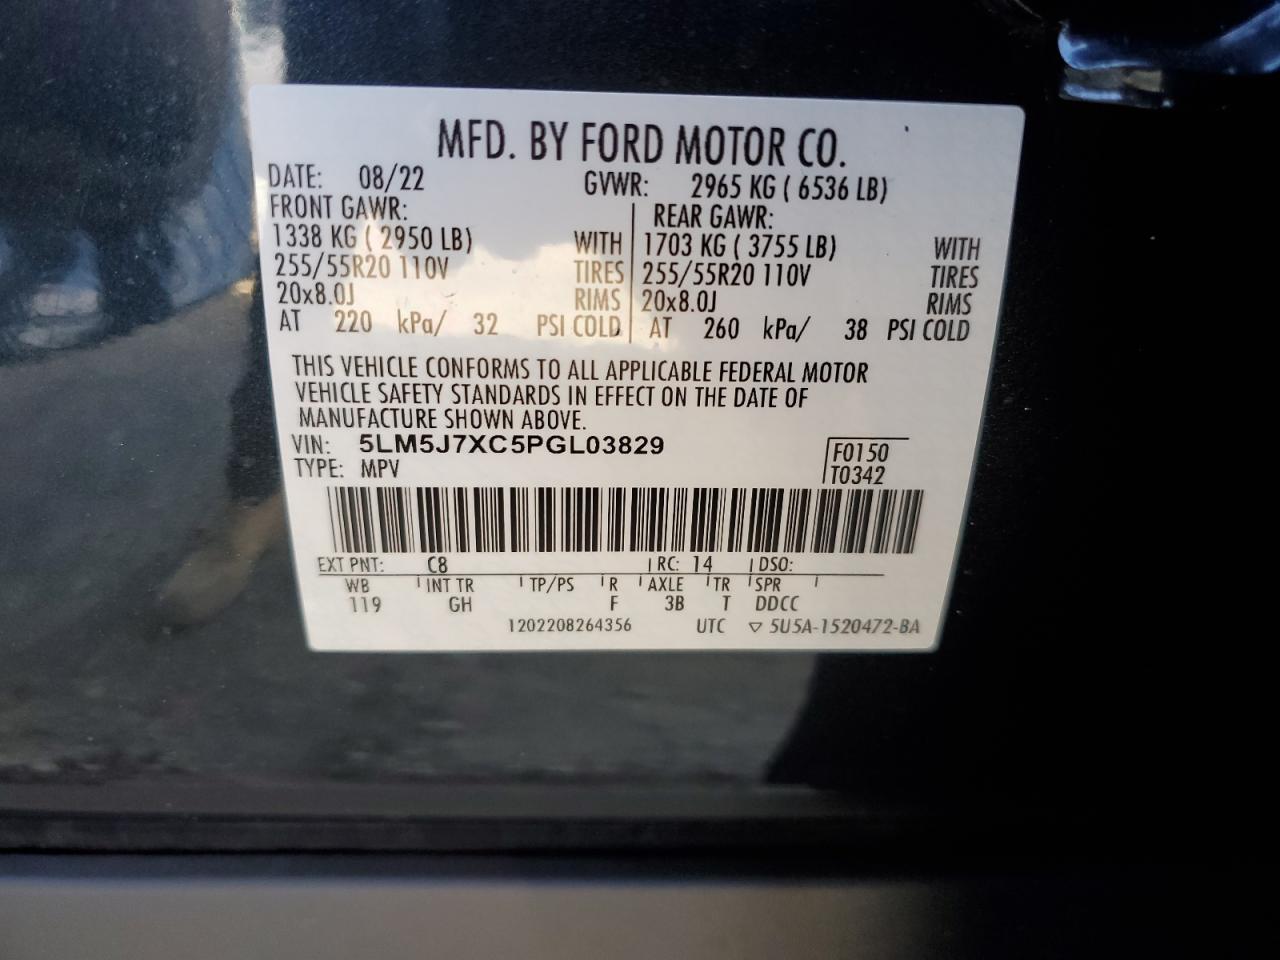 MFD. BY FORD MOTOR CO.
DATE: 08/22 GVWR: 2965 KG ( 6536 LB)
FRONT GAWR: REAR GAWR:
1338 KG ( 2950 LB) WITH 1703 KG ( 3755 LB) WITH
255/55R20 110V TIRES 255/55R20 110V TIRES
20x8.0J RIMS 20x8.0J RIMS
AT 220 kPa/ 32 PSI COLD AT 260 kPa/ 38 PSI COLD
THIS VEHICLE CONFORMS TO ALL APPLICABLE FEDERAL MOTOR
VEHICLE SAFETY STANDARDS IN EFFECT ON THE DATE OF
MANUFACTURE SHOWN ABOVE.
VIN: 5LM5J7XC5PGL03829 F0150
TYPE: MPV T0342
EXT PNT: C8 RC: 14 DSO:
WB INT TR TP/PS R AXLE TR SPR
119 GH F 3B T DDCC
1202208264356 UTC ▽ 5U5A-1520472-BA